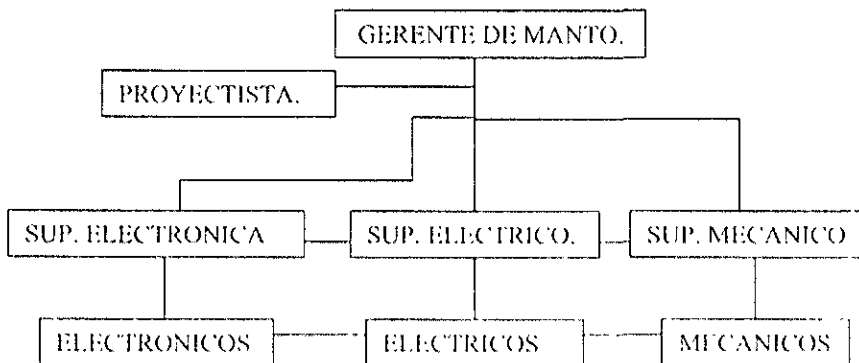 GERENTE DE MANTO.
PROYECTISTA.
SUP. ELECTRONICA
SUP. ELECTRICO.
SUP. MECANICO
ELECTRONICOS
ELECTRICOS
MECANICOS